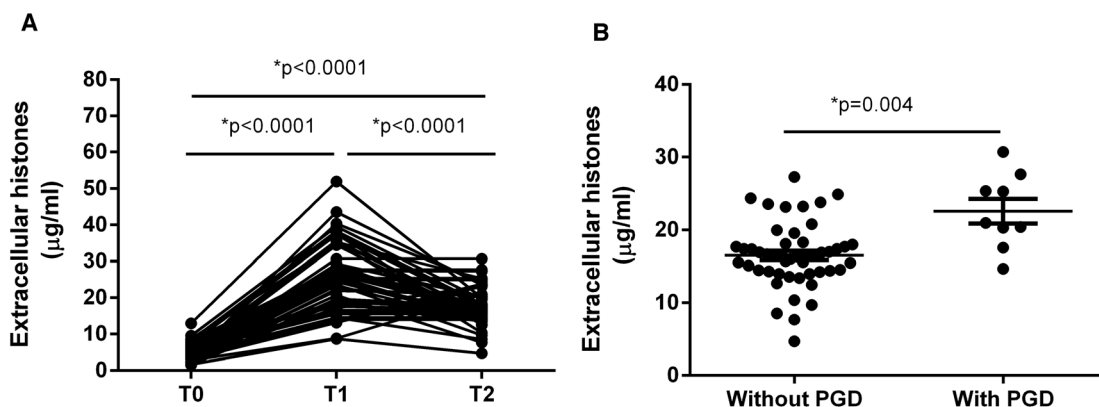 A
*p<0.0001
*p<0.0001
*p<0.0001
Extracellular histones
(µg/ml)
80
70
60
50
40
30
20
10
0
T0
T1
T2
B
*p=0.004
Extracellular histones
(µg/ml)
40
30
20
10
0
Without PGD
With PGD